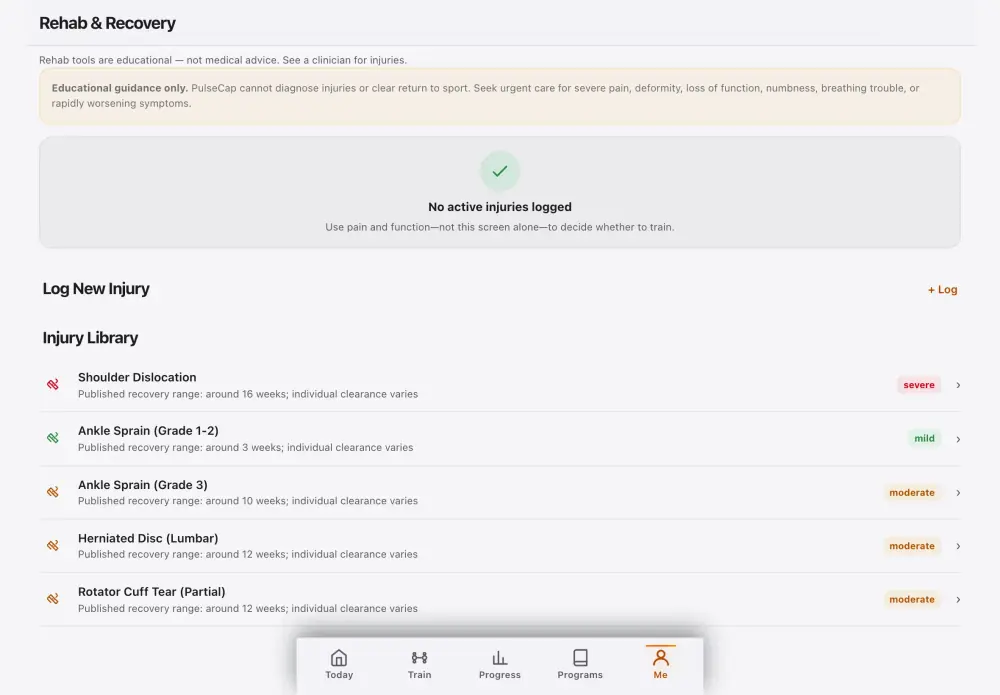 Rehab & Recovery
Rehab tools are educational — not medical advice. See a clinician for injuries.
Educational guidance only. PulseCap cannot diagnose injuries or clear return to sport. Seek urgent care for severe pain, deformity, loss of function, numbness, breathing trouble, or
rapidly worsening symptoms.
No active injuries logged
Use pain and function—not this screen alone—to decide whether to train.
Log New Injury
+ Log
Injury Library
Shoulder Dislocation
Published recovery range: around 16 weeks; individual clearance varies
severe
Ankle Sprain (Grade 1-2)
Published recovery range: around 3 weeks; individual clearance varies
mild
Ankle Sprain (Grade 3)
Published recovery range: around 10 weeks; individual clearance varies
moderate
Herniated Disc (Lumbar)
Published recovery range: around 12 weeks; individual clearance varies
moderate
Rotator Cuff Tear (Partial)
Published recovery range: around 12 weeks; individual clearance varies
moderate
Today
Train
Progress
Programs
Me